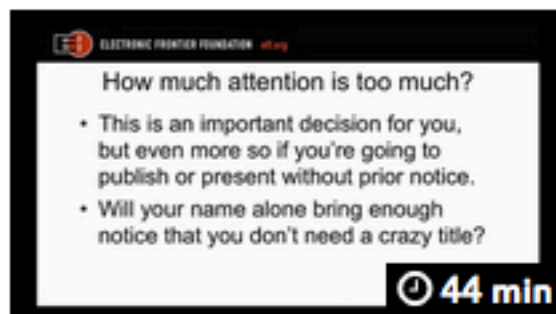 ELECTRONIC FRONTIER FOUNDATION eff.org
How much attention is too much?
• This is an important decision for you,
but even more so if you're going to
publish or present without prior notice.
• Will your name alone bring enough
notice that you don't need a crazy title?
44 min